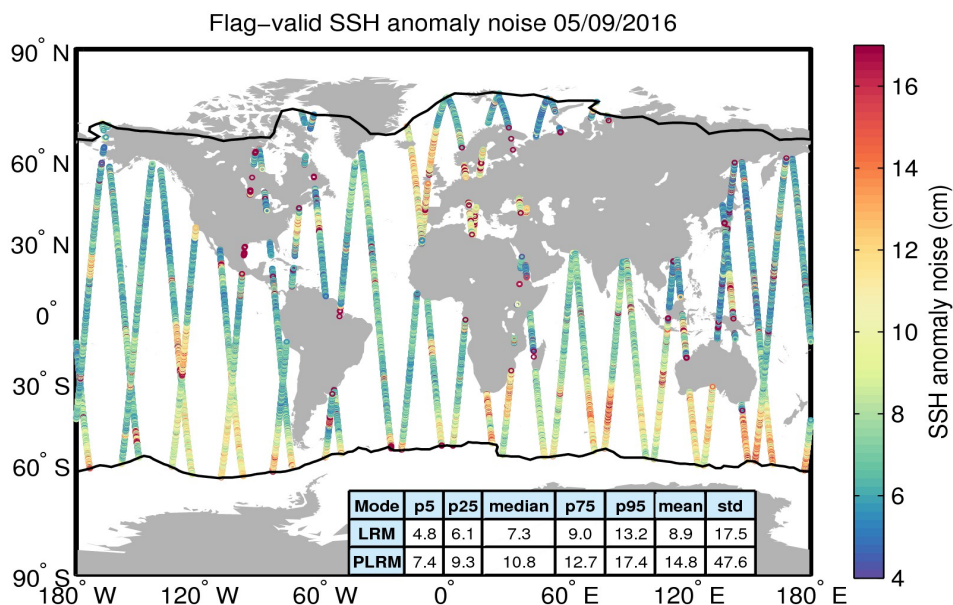 Flag−valid SSH anomaly noise 05/09/2016
90° N
60° N
30° N
0°
30° S
60° S
90° S
180° W 120° W 60° W 0° 60° E 120° E 180° E
Mode p5 p25 median p75 p95 mean std
LRM 4.8 6.1 7.3 9.0 13.2 8.9 17.5
PLRM 7.4 9.3 10.8 12.7 17.4 14.8 47.6
16
14
12
10
8
6
4
SSH anomaly noise (cm)